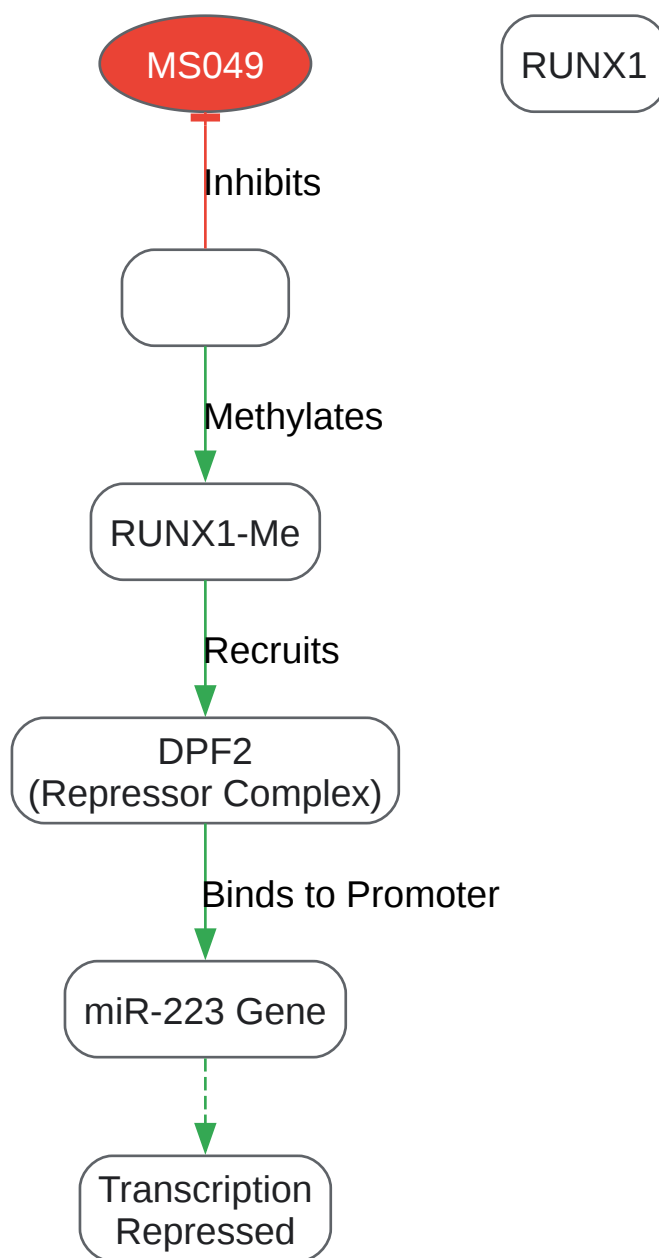 MS049
RUNX1
Inhibits
Methylates
RUNX1-Me
Recruits
DPF2
(Repressor Complex)
Binds to Promoter
miR-223 Gene
Transcription
Repressed